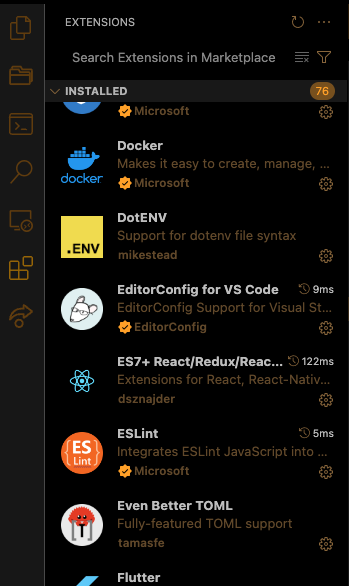 EXTENSIONS
Search Extensions in Marketplace
INSTALLED 76
Microsoft
Docker
Makes it easy to create, manage, ...
docker
Microsoft
DotENV
.ENV
Support for dotenv file syntax
mikestead
EditorConfig for VS Code 9ms
EditorConfig Support for Visual St...
EditorConfig
ES7+ React/Redux/Reac... 122ms
Extensions for React, React-Nativ...
dsznajder
ESLint 5ms
ES
Lint
Integrates ESLint JavaScript into ...
Microsoft
Even Better TOML
Fully-featured TOML support
tamasfe
Flutter